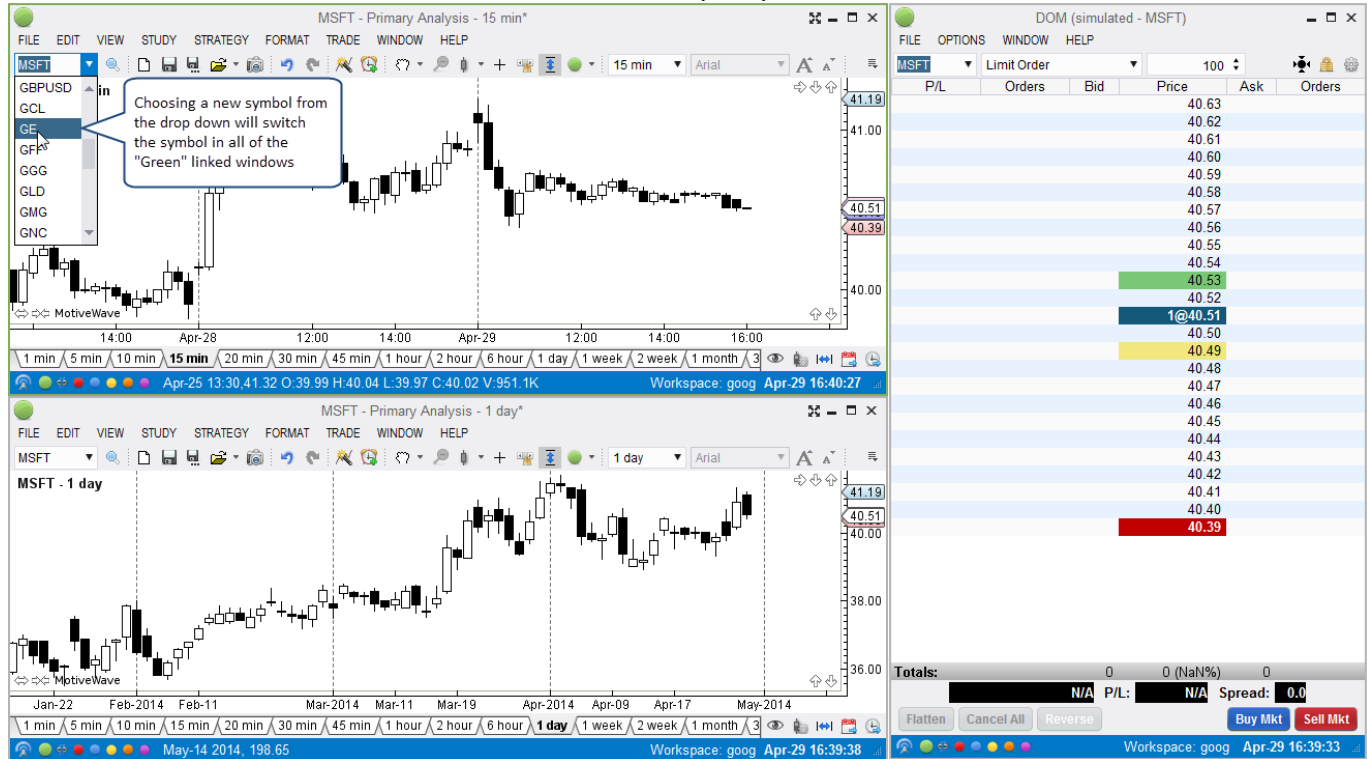 MSFT - Primary Analysis - 15 min*
FILE EDIT VIEW STUDY STRATEGY FORMAT TRADE WINDOW HELP
MSFT 15 min Arial
GBPUSD
GCL
GE
GFF
GGG
GLD
GMG
GNC
in
Choosing a new symbol from
the drop down will switch
the symbol in all of the
"Green" linked windows
41.19
41.00
40.51
40.39
40.00
MotiveWave
14:00 Apr-28 12:00 14:00 Apr-29 12:00 14:00 16:00
1 min 5 min 10 min 15 min 20 min 30 min 45 min 1 hour 2 hour 6 hour 1 day 1 week 2 week 1 month 3
Apr-25 13:30,41.32 O:39.99 H:40.04 L:39.97 C:40.02 V:951.1K Workspace: goog Apr-29 16:40:27
MSFT - Primary Analysis - 1 day*
FILE EDIT VIEW STUDY STRATEGY FORMAT TRADE WINDOW HELP
MSFT 1 day Arial
MSFT - 1 day
41.19
40.51
40.00
38.00
36.00
MotiveWave
Jan-22 Feb-2014 Feb-11 Mar-2014 Mar-11 Mar-19 Apr-2014 Apr-09 Apr-17 May-2014
1 min 5 min 10 min 15 min 20 min 30 min 45 min 1 hour 2 hour 6 hour 1 day 1 week 2 week 1 month 3
May-14 2014, 198.65 Workspace: goog Apr-29 16:39:38
DOM (simulated - MSFT)
FILE OPTIONS WINDOW HELP
MSFT Limit Order 100
P/L Orders Bid Price Ask Orders
40.63
40.62
40.61
40.60
40.59
40.58
40.57
40.56
40.55
40.54
40.53
40.52
1@40.51
40.50
40.49
40.48
40.47
40.46
40.45
40.44
40.43
40.42
40.41
40.40
40.39
Totals: 0 0 (NaN%) 0
N/A P/L: N/A Spread: 0.0
Flatten Cancel All Reverse Buy Mkt Sell Mkt
Workspace: goog Apr-29 16:39:33